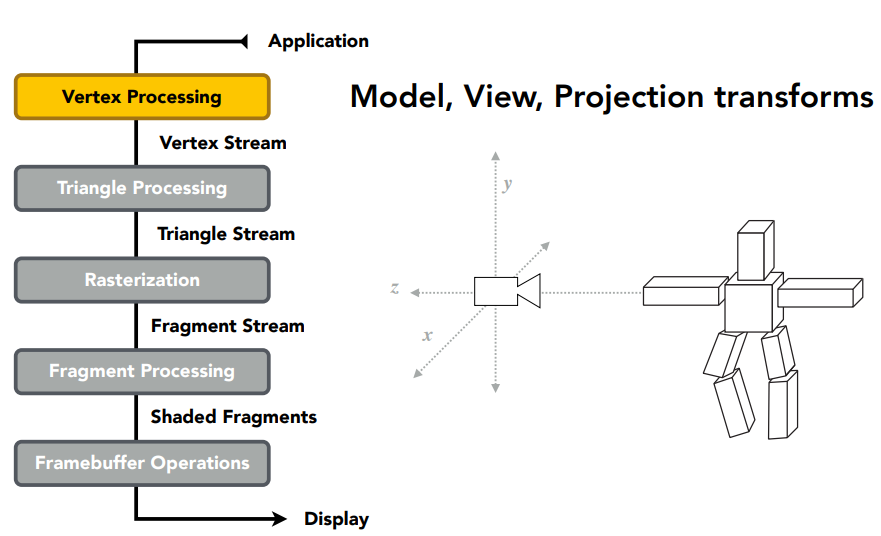 Application
Vertex Processing
Model, View, Projection transforms
Vertex Stream
Triangle Processing
y
Triangle Stream
Rasterization
z
Fragment Stream
x
Fragment Processing
Shaded Fragments
Framebuffer Operations
Display